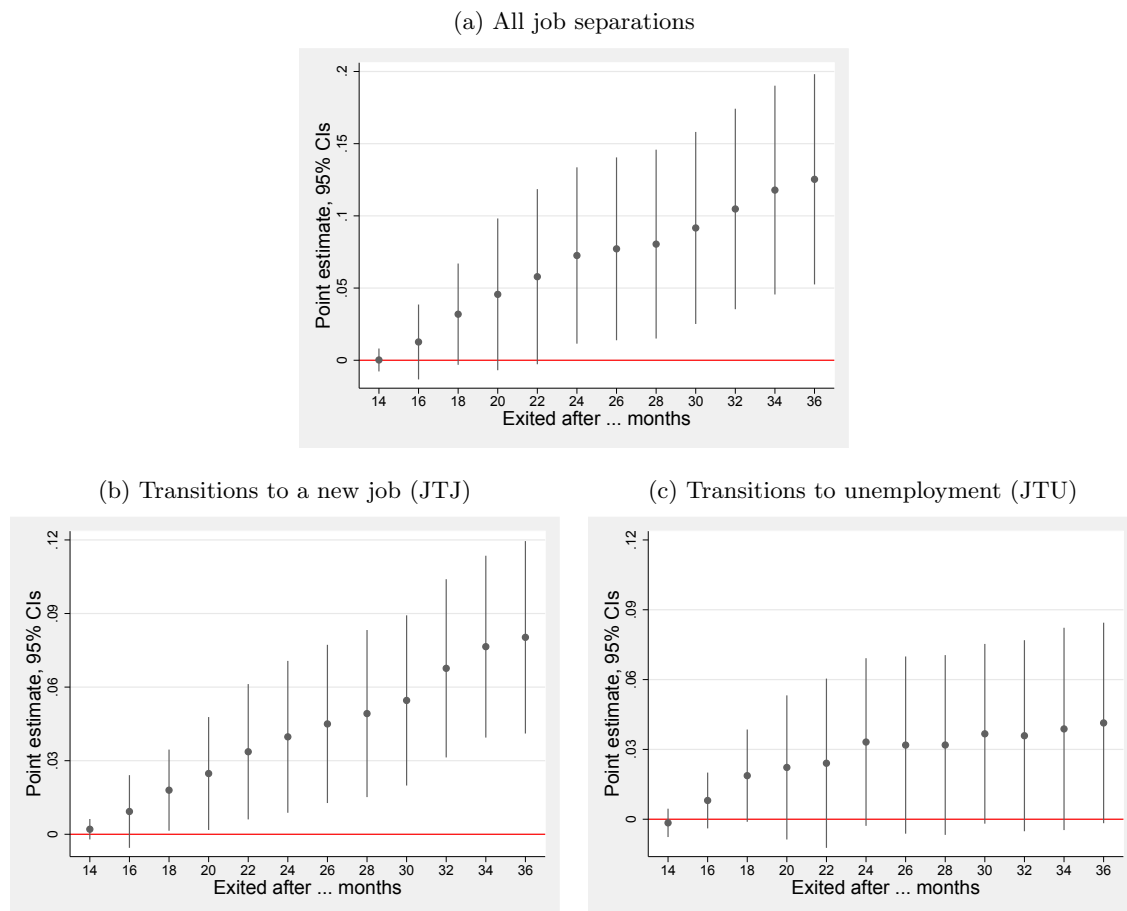 (a) All job separations
Point estimate, 95% CIs
.2
.15
.1
.05
0
14 16 18 20 22 24 26 28 30 32 34 36
Exited after ... months
(b) Transitions to a new job (JTJ)
Point estimate, 95% CIs
.12
.09
.06
.03
0
14 16 18 20 22 24 26 28 30 32 34 36
Exited after ... months
(c) Transitions to unemployment (JTU)
Point estimate, 95% CIs
.12
.09
.06
.03
0
14 16 18 20 22 24 26 28 30 32 34 36
Exited after ... months